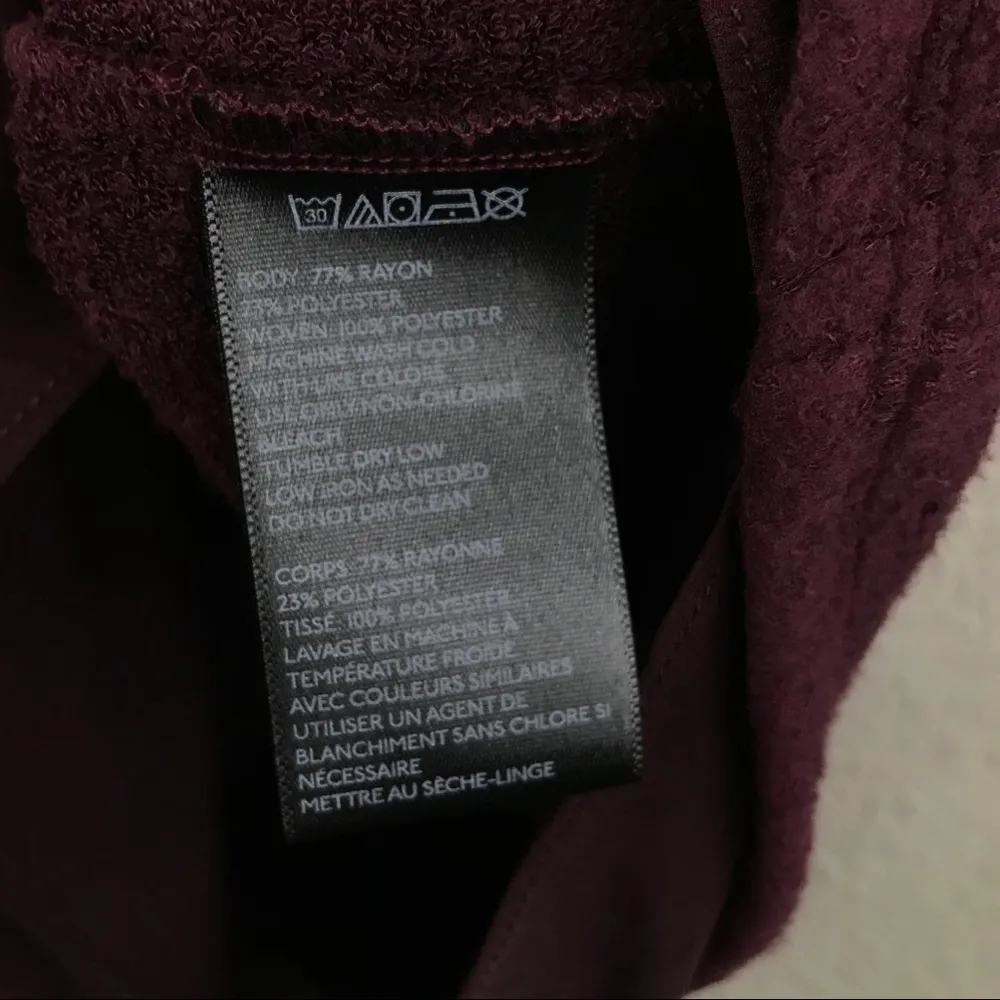 30
BODY: 77% RAYON
POLYESTER
WOVEN: 100% POLYESTER
MACHINE WASH COLD
WITH LIKE COLORS
USE ONLY NON-CHLORINE
BLEACH
TUMBLE DRY LOW
LOW IRON AS NEEDED
DO NOT DRY CLEAN
CORPS: 77% RAYONNE
23% POLYESTER
TISSÉ: 100% POLYESTER
LAVAGE EN MACHINE À
TEMPÉRATURE FROIDE
AVEC COULEURS SIMILAIRES
UTILISER UN AGENT DE
BLANCHIMENT SANS CHLORE SI
NÉCESSAIRE
METTRE AU SÈCHE-LINGE